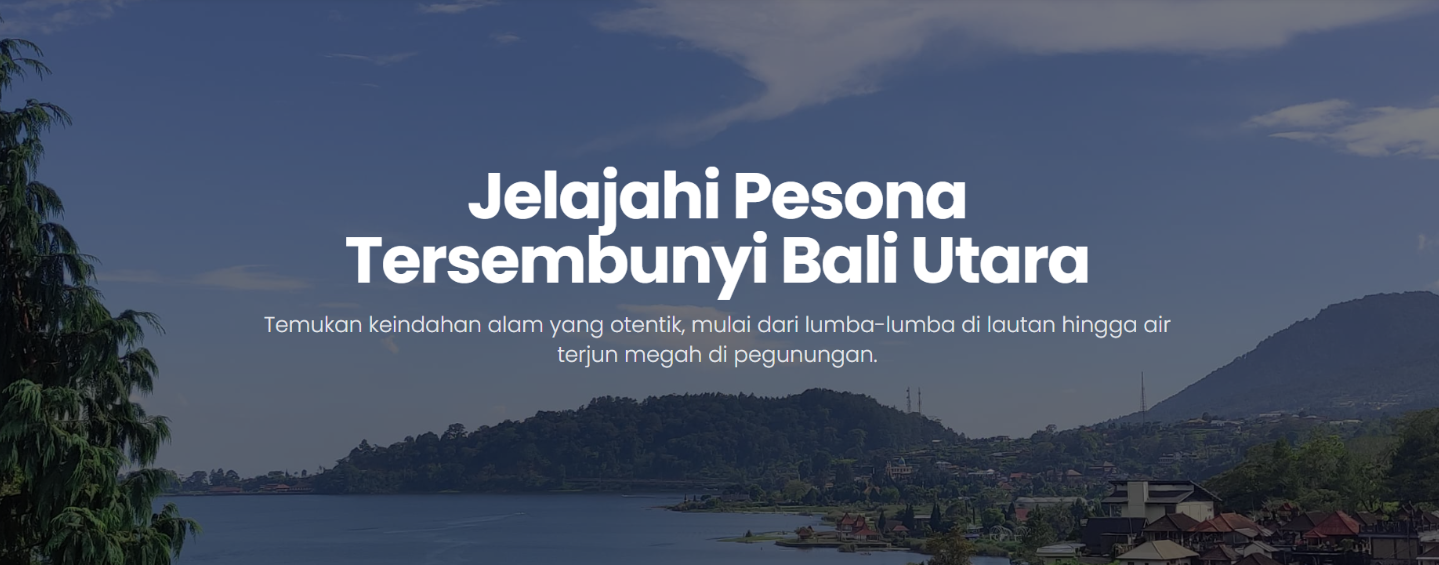 Jelajahi Pesona
Tersembunyi Bali Utara
Temukan keindahan alam yang otentik, mulai dari lumba-lumba di lautan hingga air
terjun megah di pegunungan.